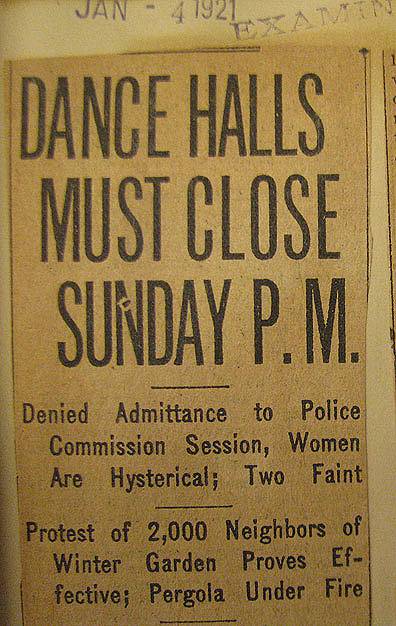 JAN - 4 1921
EXAMIN
DANCE HALLS
MUST CLOSE
SUNDAY P. M.
Denied Admittance to Police
Commission Session, Women
Are Hysterical; Two Faint
Protest of 2,000 Neighbors of
Winter Garden Proves Ef-
fective; Pergola Under Fire